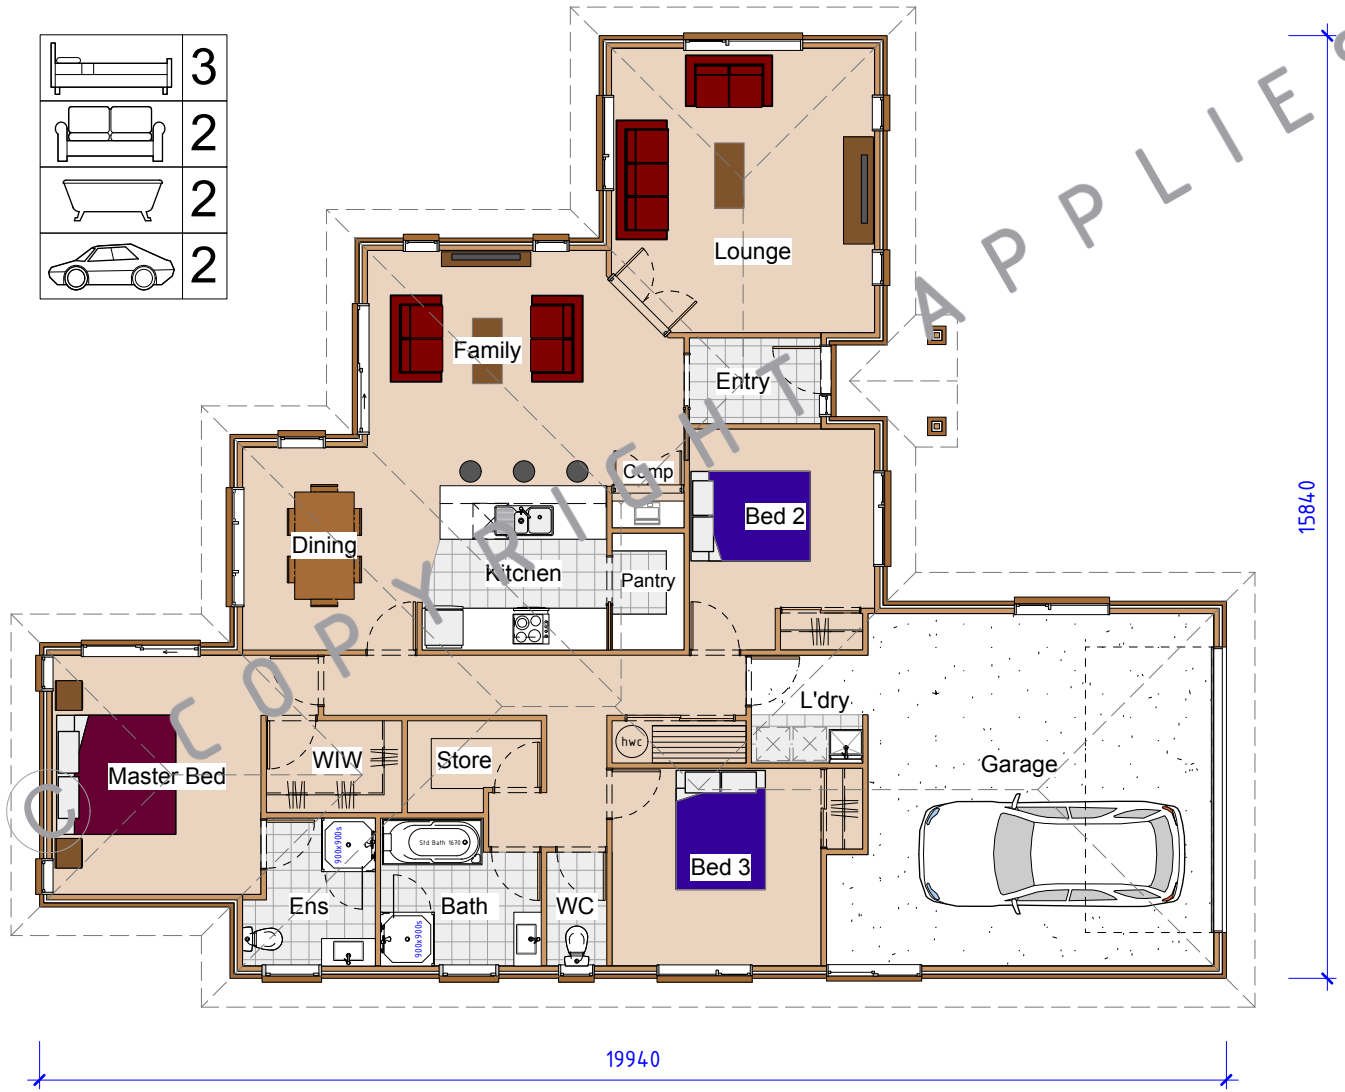 3
2
2
2
Lounge
Family
Entry
Comp
Bed 2
Dining
Kitchen
Pantry
15840
L'dry
hwc
WIW
Store
Master Bed
Garage
900x900s
Std Bath 1670
Bed 3
Ens
Bath
WC
900x900s
19940
© COPYRIGHT APPLIES